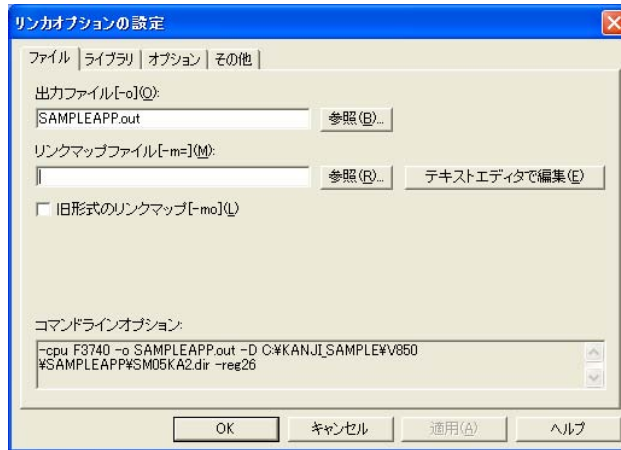 リンカオプションの設定
ファイル ライブラリ オプション その他
出力ファイル[-o](O):
SAMPLEAPP.out 参照(B)...
リンクマップファイル[-m=](M):
参照(R)... テキストエディタで編集(E)
旧形式のリンクマップ[-mo](L)
コマンドラインオプション:
-cpu F3740 -o SAMPLEAPP.out -D C:¥KANJI_SAMPLE¥V850
¥SAMPLEAPP¥SM05KA2.dir -reg26
OK キャンセル 適用(A) ヘルプ